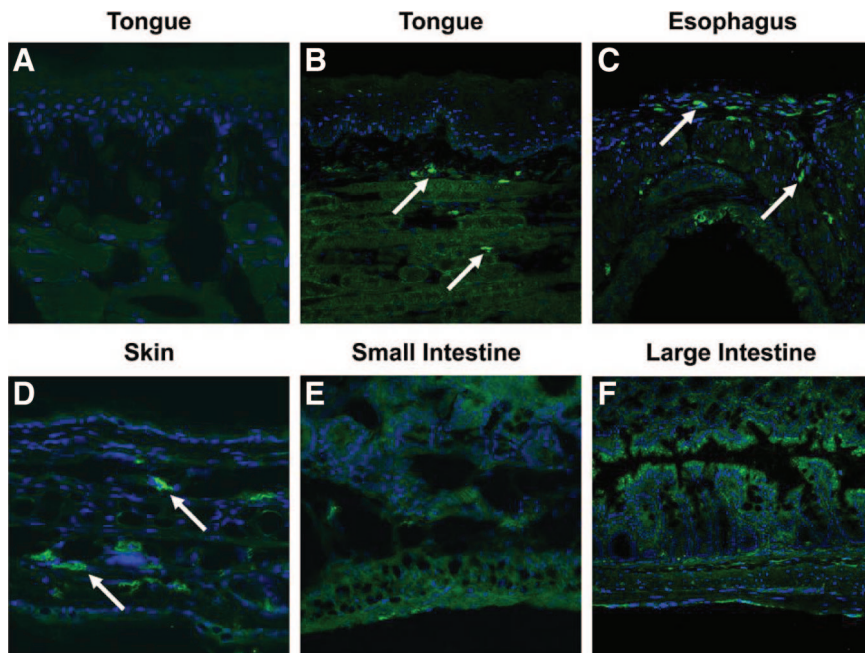 Tongue
Tongue
Esophagus
A
B
C
Skin
Small Intestine
Large Intestine
D
E
F